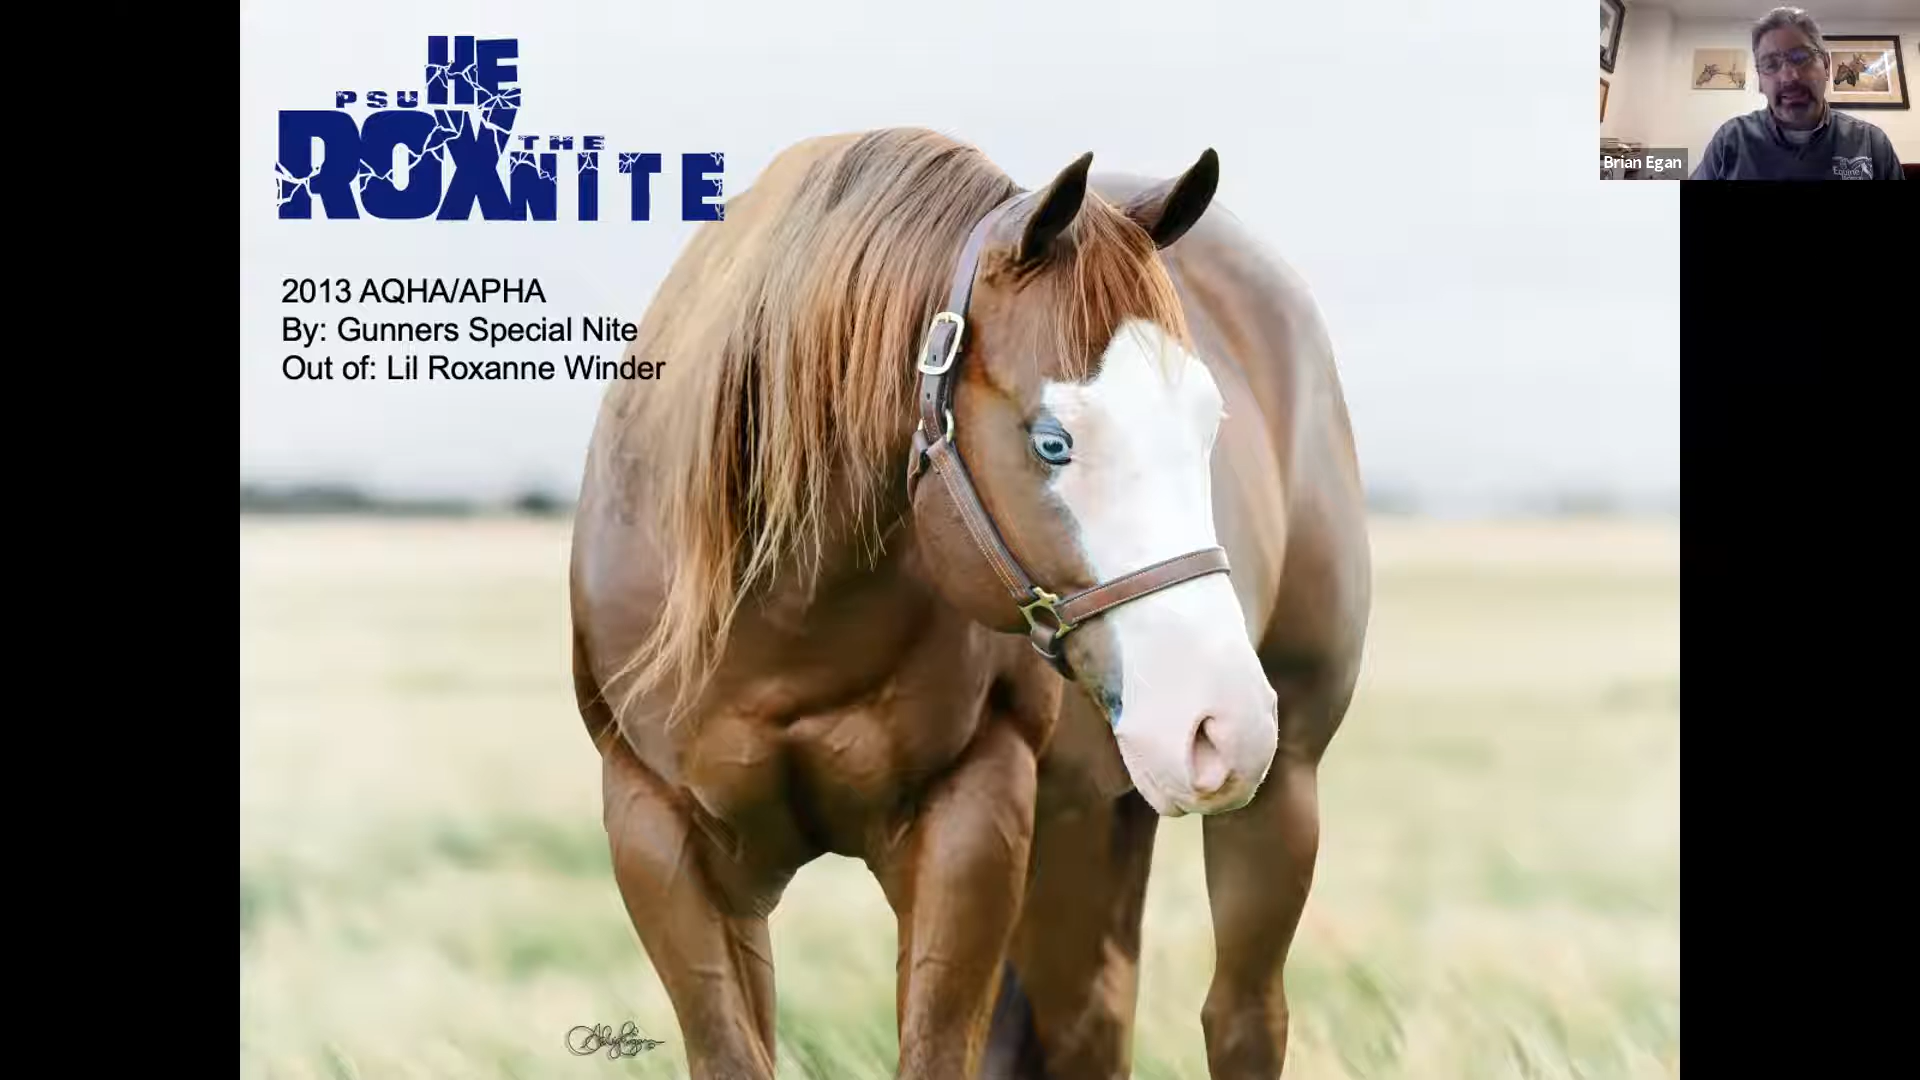 PSU HE
ROX THE
NITE
2013 AQHA/APHA
By: Gunners Special Nite
Out of: Lil Roxanne Winder
Brian Egan
Equine